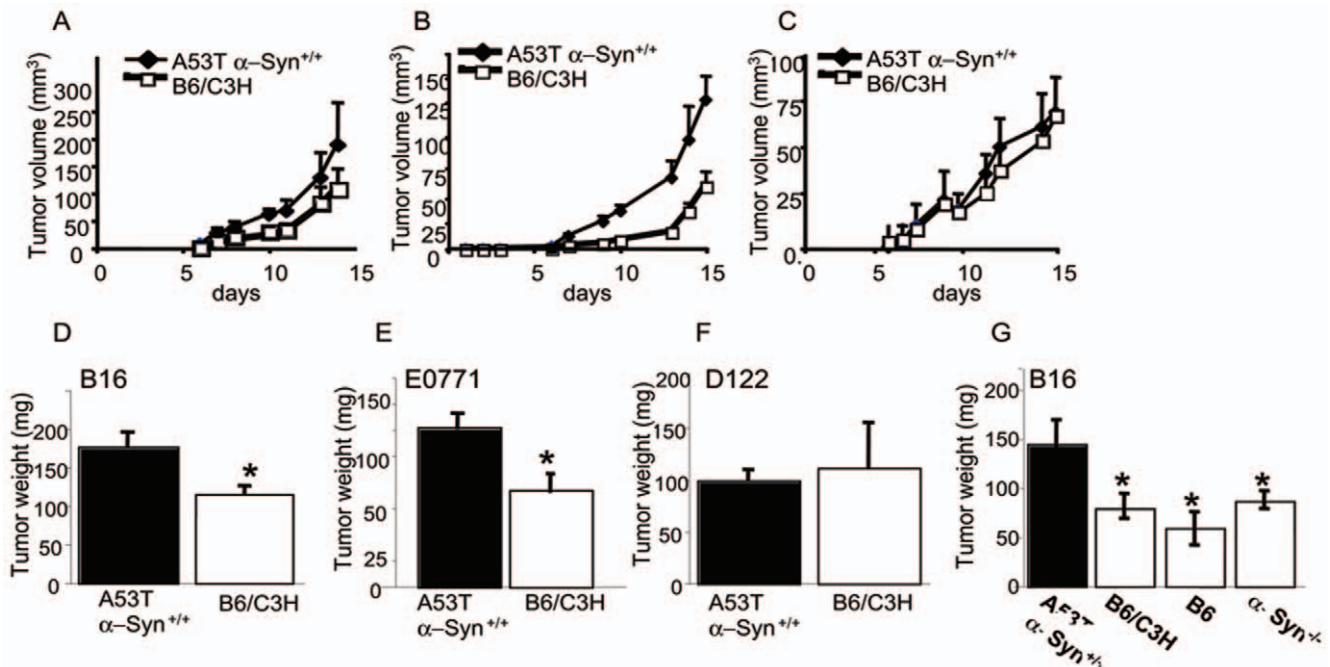 A
A53T α–Syn+/+
B6/C3H
Tumor volume (mm3)
300
250
200
150
100
50
0
0 5 10 15
days
B
A53T α–Syn+/+
B6/C3H
Tumor volume (mm3)
150
125
100
75
50
25
0
0 5 10 15
days
C
A53T α–Syn+/+
B6/C3H
Tumor volume (mm3)
100
75
50
25
0.
0 5 10 15
days
D
B16
Tumor weight (mg)
200
150
100
50
0
*
A53T
α–Syn+/+
B6/C3H
E
E0771
Tumor weight (mg)
150
125
100
75
50
25
0
*
A53T
α–Syn+/+
B6/C3H
F
D122
Tumor weight (mg)
200
150
100
50
0
A53T
α–Syn+/+
B6/C3H
G
B16
Tumor weight (mg)
200
150
100
50
0
* * *
A53T
α- Syn+/+
B6/C3H
B6
α- Syn-/-